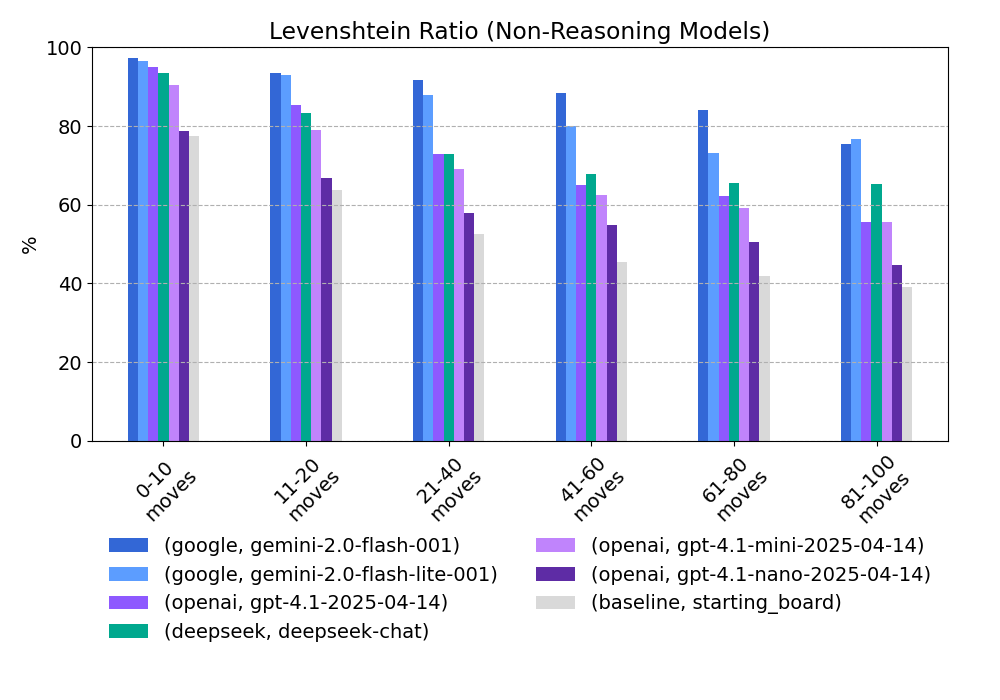 Levenshtein Ratio (Non-Reasoning Models)
100
80
60
40
20
0
%
0-10
moves
11-20
moves
21-40
moves
41-60
moves
61-80
moves
81-100
moves
(google, gemini-2.0-flash-001)
(google, gemini-2.0-flash-lite-001)
(openai, gpt-4.1-2025-04-14)
(deepseek, deepseek-chat)
(openai, gpt-4.1-mini-2025-04-14)
(openai, gpt-4.1-nano-2025-04-14)
(baseline, starting_board)